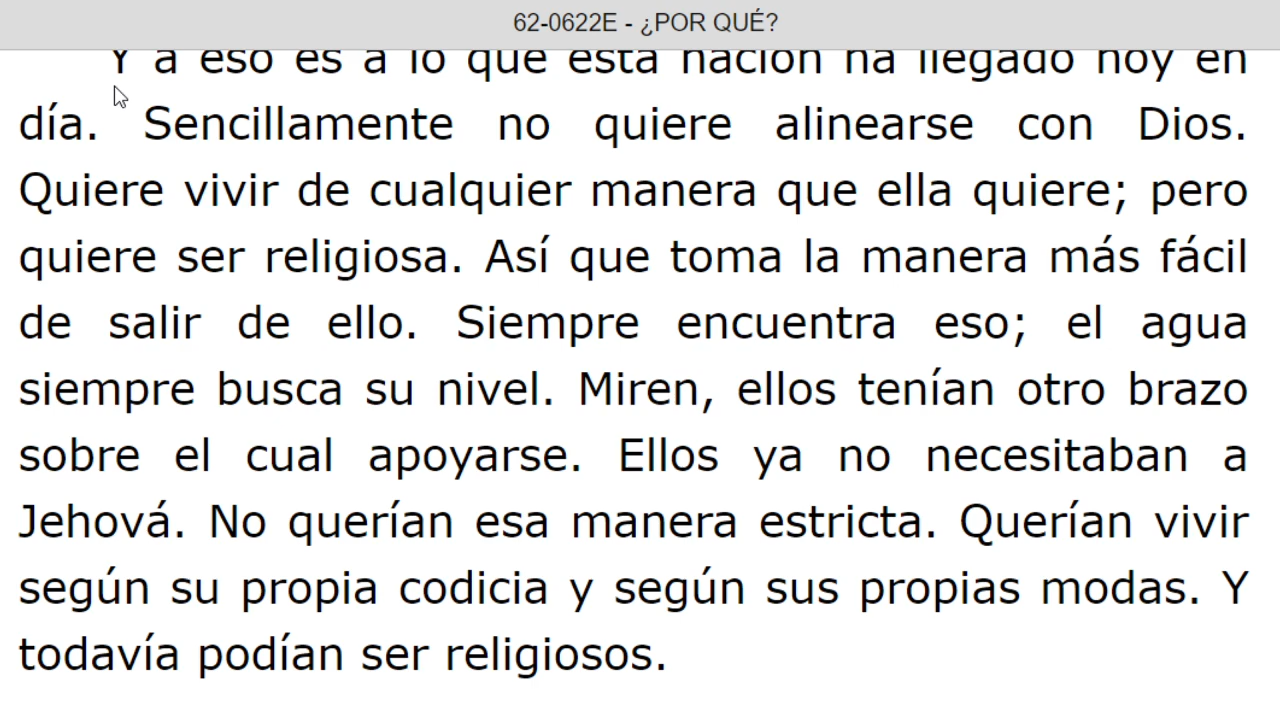 62-0622E - ¿POR QUÉ?
Y a eso es a lo que esta nación ha llegado hoy en
día. Sencillamente no quiere alinearse con Dios.
Quiere vivir de cualquier manera que ella quiere; pero
quiere ser religiosa. Así que toma la manera más fácil
de salir de ello. Siempre encuentra eso; el agua
siempre busca su nivel. Miren, ellos tenían otro brazo
sobre el cual apoyarse. Ellos ya no necesitaban a
Jehová. No querían esa manera estricta. Querían vivir
según su propia codicia y según sus propias modas. Y
todavía podían ser religiosos.